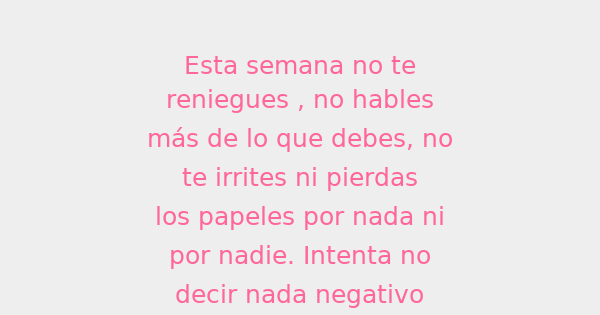 Esta semana no te
reniegues , no hables
más de lo que debes, no
te irrites ni pierdas
los papeles por nada ni
por nadie. Intenta no
decir nada negativo